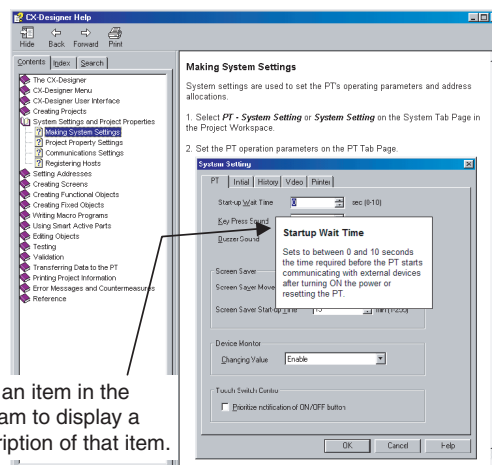 CX-Designer Help
Hide Back Forward Print
Contents Index Search
The CX-Designer
CX-Designer Menu
CX-Designer User Interface
Creating Projects
System Settings and Project Properties
Making System Settings
Project Property Settings
Communications Settings
Registering Hosts
Setting Addresses
Creating Screens
Creating Functional Objects
Creating Fixed Objects
Writing Macro Programs
Using Smart Active Parts
Editing Objects
Testing
Validation
Transferring Data to the PT
Printing Project Information
Error Messages and Countermeasures
Reference
an item in the
am to display a
ription of that item.
Making System Settings
System settings are used to set the PT's operating parameters and address
allocations.
1. Select PT - System Setting or System Setting on the System Tab Page in
the Project Workspace.
2. Set the PT operation parameters on the PT Tab Page.
System Setting
PT Intial History Video Printer
Start-up Wait Time 0 sec (0-10)
Key Press Sound
Buzzer Sound
Startup Wait Time
Sets to between 0 and 10 seconds
the time required before the PT starts
communicating with external devices
after turning ON the power or
resetting the PT.
Screen Saver
Screen Saver Move
Screen Saver Start-up Time
Device Monitor
Changing Value Enable
Touch Switch Control
Prioritize notification of ON/OFF button
OK Cancel Help